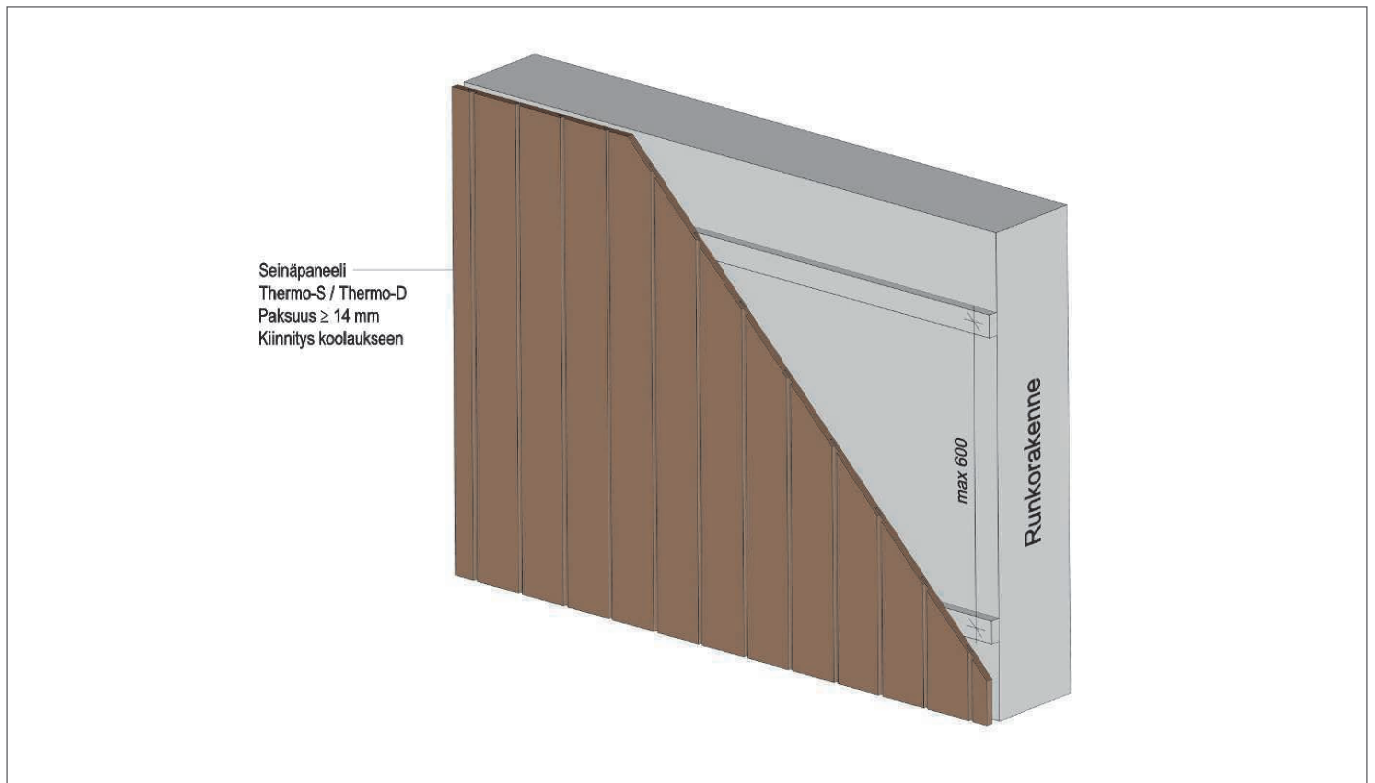 Seinäpaneeli
Thermo-S / Thermo-D
Paksuus ≥ 14 mm
Kiinnitys koolaukseen
max 600
Runkorakenne